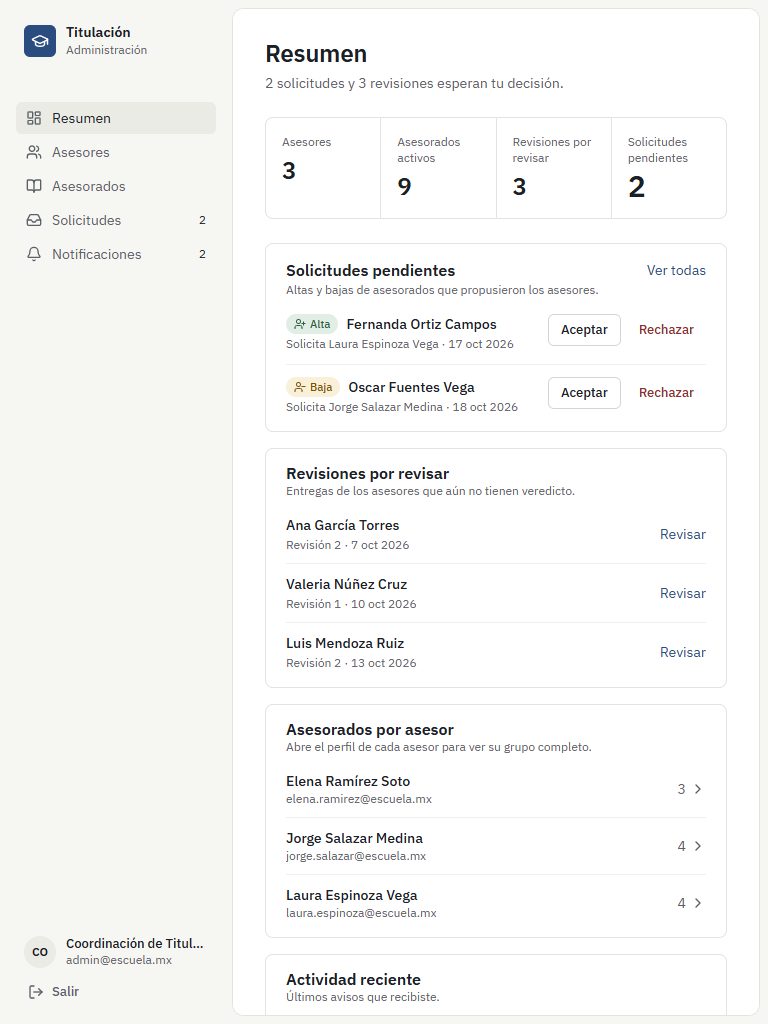 Titulación
Administración
Resumen
Asesores
Asesorados
Solicitudes 2
Notificaciones 2
CO
Coordinación de Titul...
admin@escuela.mx
Salir
Resumen
2 solicitudes y 3 revisiones esperan tu decisión.
Asesores
3
Asesorados
activos
9
Revisiones por
revisar
3
Solicitudes
pendientes
2
Solicitudes pendientes
Ver todas
Altas y bajas de asesorados que propusieron los asesores.
Alta Fernanda Ortiz Campos
Solicita Laura Espinoza Vega · 17 oct 2026
Aceptar Rechazar
Baja Oscar Fuentes Vega
Solicita Jorge Salazar Medina · 18 oct 2026
Aceptar Rechazar
Revisiones por revisar
Entregas de los asesores que aún no tienen veredicto.
Ana García Torres
Revisión 2 · 7 oct 2026
Revisar
Valeria Núñez Cruz
Revisión 1 · 10 oct 2026
Revisar
Luis Mendoza Ruiz
Revisión 2 · 13 oct 2026
Revisar
Asesorados por asesor
Abre el perfil de cada asesor para ver su grupo completo.
Elena Ramírez Soto
elena.ramirez@escuela.mx
3
Jorge Salazar Medina
jorge.salazar@escuela.mx
4
Laura Espinoza Vega
laura.espinoza@escuela.mx
4
Actividad reciente
Últimos avisos que recibiste.